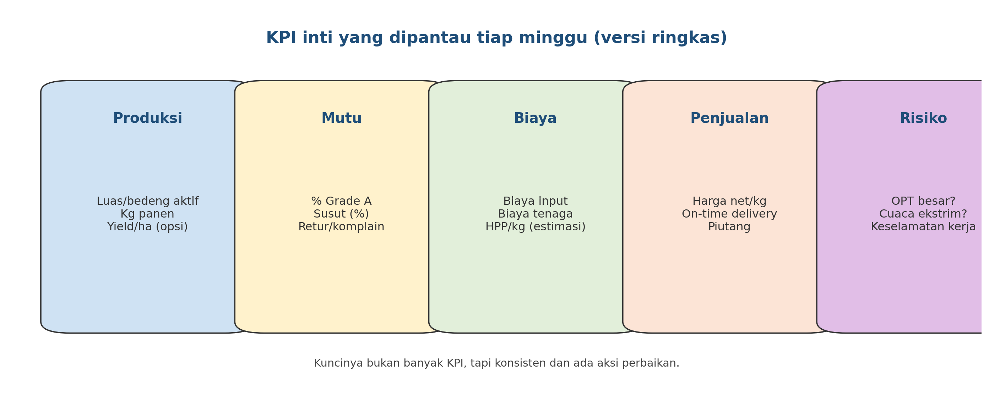 KPI inti yang dipantau tiap minggu (versi ringkas)
Produksi
Luas/bedeng aktif
Kg panen
Yield/ha (opsi)
Mutu
% Grade A
Susut (%)
Retur/komplain
Biaya
Biaya input
Biaya tenaga
HPP/kg (estimasi)
Penjualan
Harga net/kg
On-time delivery
Piutang
Risiko
OPT besar?
Cuaca ekstrim?
Keselamatan kerja
Kuncinya bukan banyak KPI, tapi konsisten dan ada aksi perbaikan.